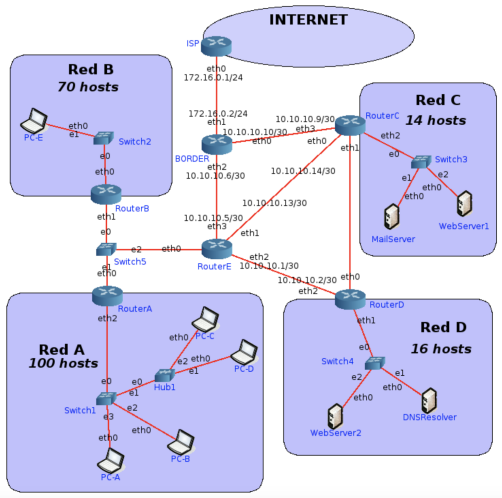 INTERNET
ISP
eth0
172.16.0.1/24
Red B
70 hosts
eth0
e1
PC-E
Switch2
e0
eth0
RouterB
eth1
172.16.0.2/24
eth1
10.10.10.10/30
eth0
BORDER
eth2
10.10.10.6/30
10.10.10.9/30
eth3
RouterC
eth2
eth1
Red C
14 hosts
e0
Switch3
e1
eth0
e2
eth0
MailServer
WebServer1
10.10.10.14/30
10.10.10.13/30
eth1
10.10.10.5/30
eth3
e0
e2
eth0
Switch5
e1
RouterE
eth2
10.10.10.1/30
10.10.10.2/30
eth2
eth0
RouterD
eth1
eth0
RouterA
eth2
Red A
100 hosts
PC-C
eth0
PC-D
e2
eth0
e1
Hub1
e0
e1
e0
Switch1
e2
e3
eth0
eth0
PC-B
PC-A
Red D
16 hosts
e0
Switch4
e2
e1
eth0
eth0
DNSResolver
WebServer2